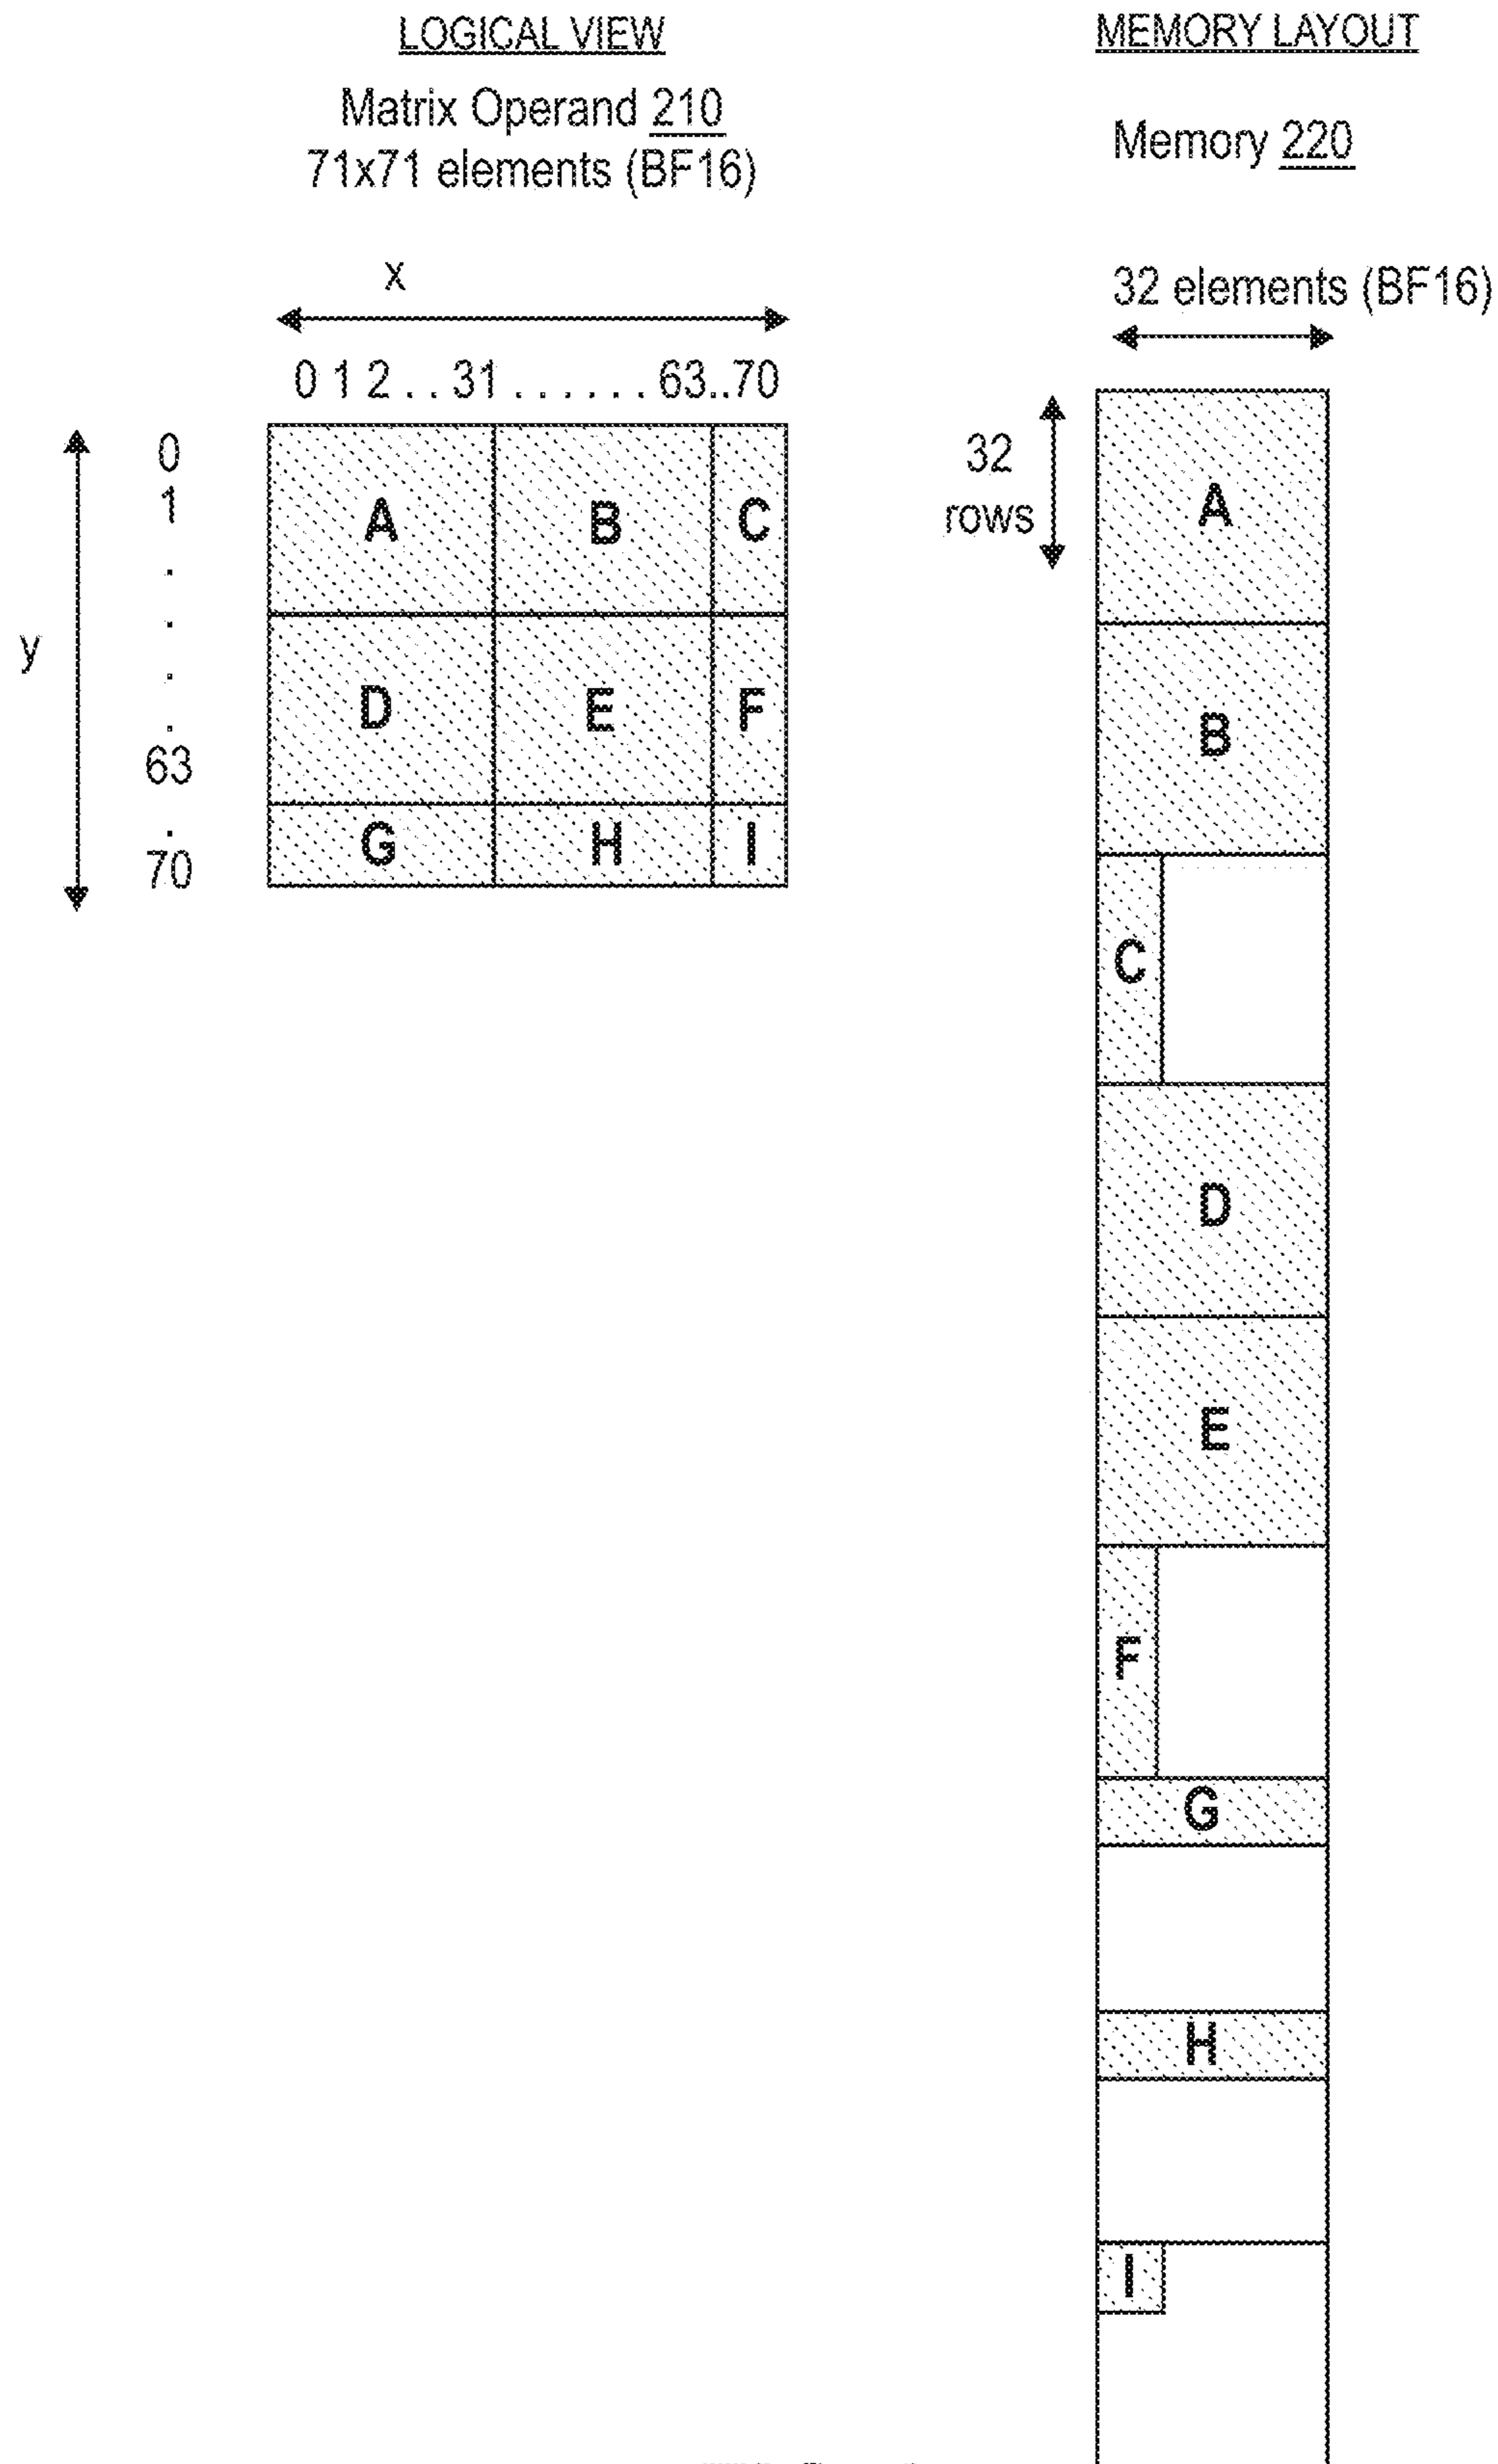 LOGICAL VIEW
Matrix Operand 210
71x71 elements (BF16)
x
0 1 2 . . 31 . . . . . . 63..70
y
0
1
.
.
.
.
63
.
70
A B C
D E F
G H I
MEMORY LAYOUT
Memory 220
32 elements (BF16)
32
rows
A
B
C
D
E
F
G
H
I